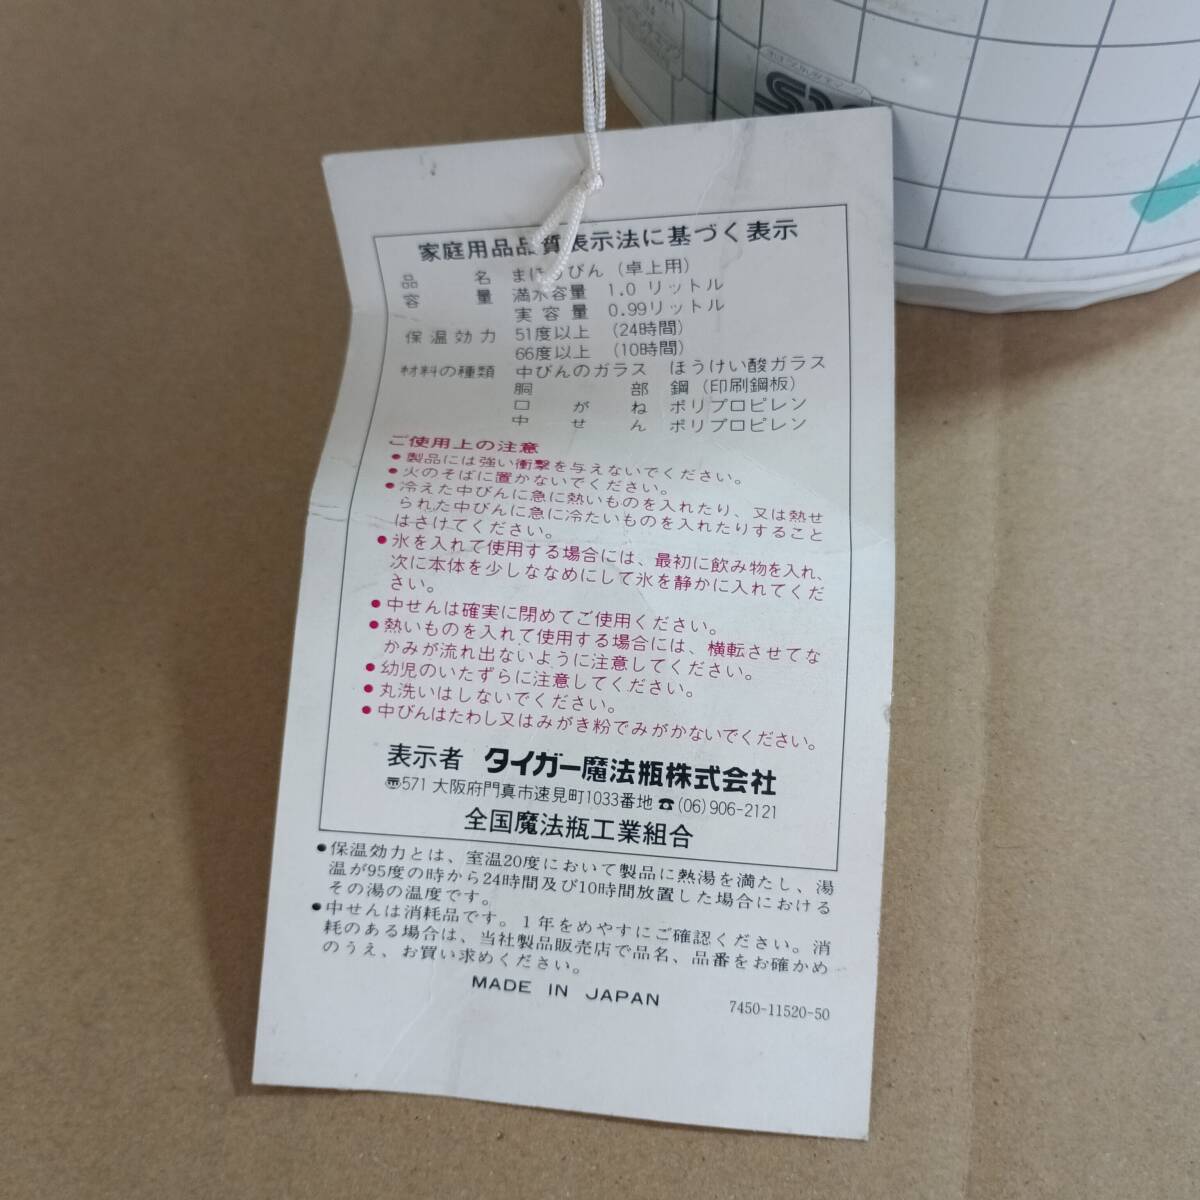 家庭用品品質表示法に基づく表示
品名 まほうびん（卓上用）
容量 満水容量 1.0リットル
実容量 0.99リットル
保温効力 51度以上（24時間）
66度以上（10時間）
材料の種類 中びんのガラス ほうけい酸ガラス
胴部 鋼（印刷鋼板）
口がね ポリプロピレン
中せん ポリプロピレン
ご使用上の注意
●製品には強い衝撃を与えないでください。
●火のそばに置かないでください。
●冷えた中びんに急に熱いものを入れたり、又は熱せ
られた中びんに急に冷たいものを入れたりすること
はさけてください。
●氷を入れて使用する場合には、最初に飲み物を入れ、
次に本体を少しななめにして氷を静かに入れてくだ
さい。
●中せんは確実に閉めてご使用ください。
●熱いものを入れて使用する場合には、横転させてな
かみが流れ出ないように注意してください。
●幼児のいたずらに注意してください。
●丸洗いはしないでください。
●中びんはたわし又はみがき粉でみがかないでください。
表示者 タイガー魔法瓶株式会社
〠571 大阪府門真市速見町1033番地 ☎(06)906-2121
全国魔法瓶工業組合
●保温効力とは、室温20度において製品に熱湯を満たし、湯
温が95度の時から24時間及び10時間放置した場合における
その湯の温度です。
●中せんは消耗品です。1年をめやすにご確認ください。消
耗のある場合は、当社製品販売店で品名、品番をお確かめ
のうえ、お買い求めください。
MADE IN JAPAN
7450-11520-50